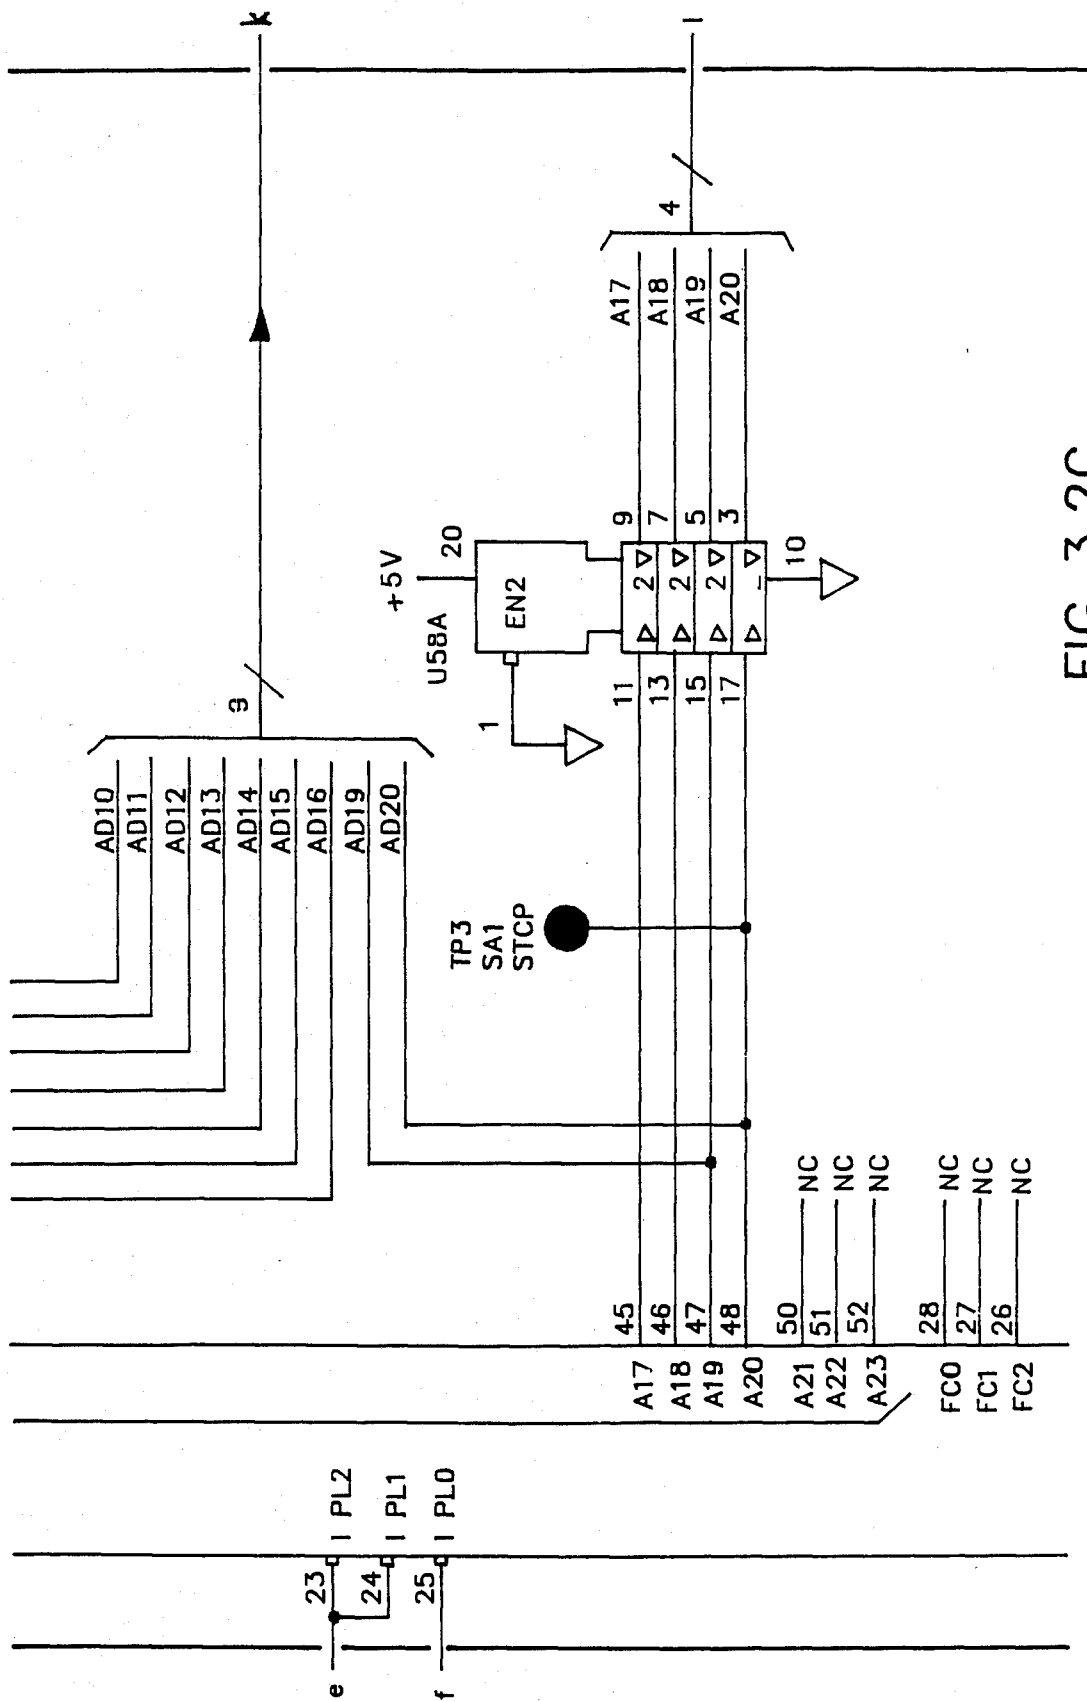 k
l
9
AD10
AD11
AD12
AD13
AD14
AD15
AD16
AD19
AD20
4
A17
A18
A19
A20
+5V
20
U58A
EN2
1
11
13
15
17
2
2
2
9
7
5
3
10
TP3
SA1
STCP
45
46
47
48
50
51
52
28
27
26
NC
NC
NC
NC
NC
NC
A17
A18
A19
A20
A21
A22
A23
FC0
FC1
FC2
23
24
25
I PL2
I PL1
I PL0
e
f